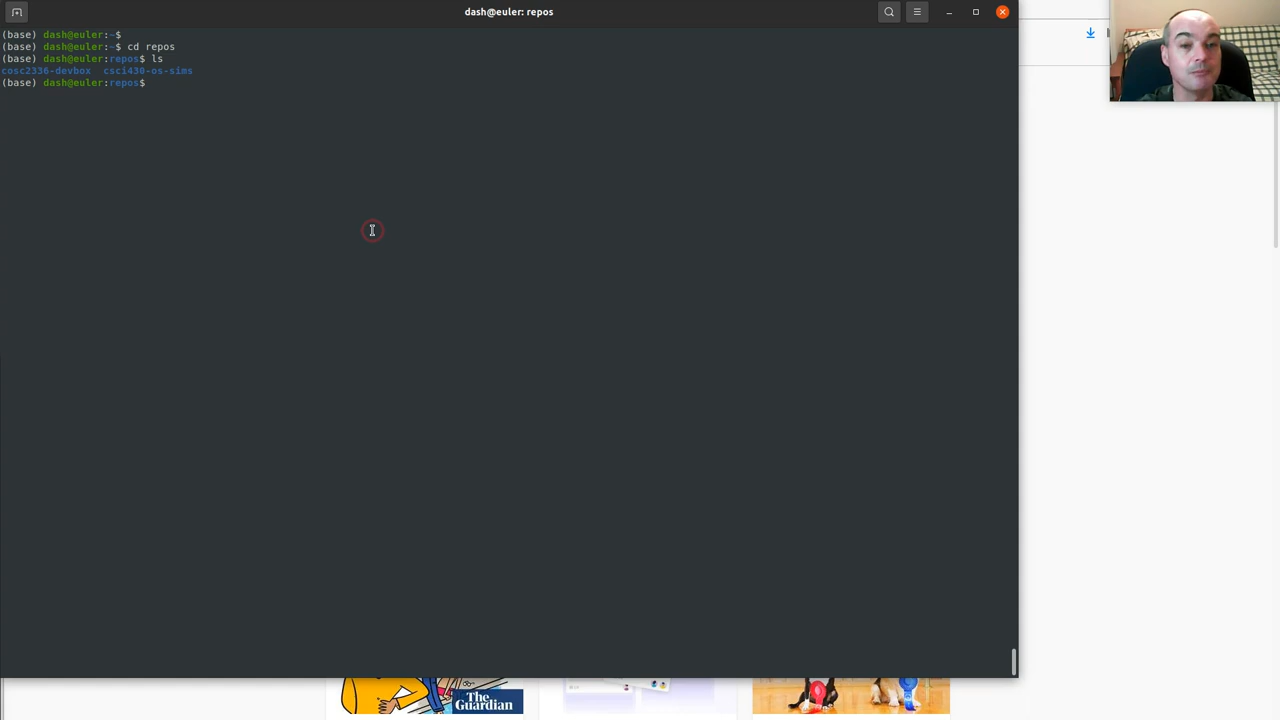 dash@euler: repos
(base) dash@euler:~$
(base) dash@euler:~$ cd repos
(base) dash@euler:repos$ ls
cosc2336-devbox  csci430-os-sims
(base) dash@euler:repos$
The
Guardian